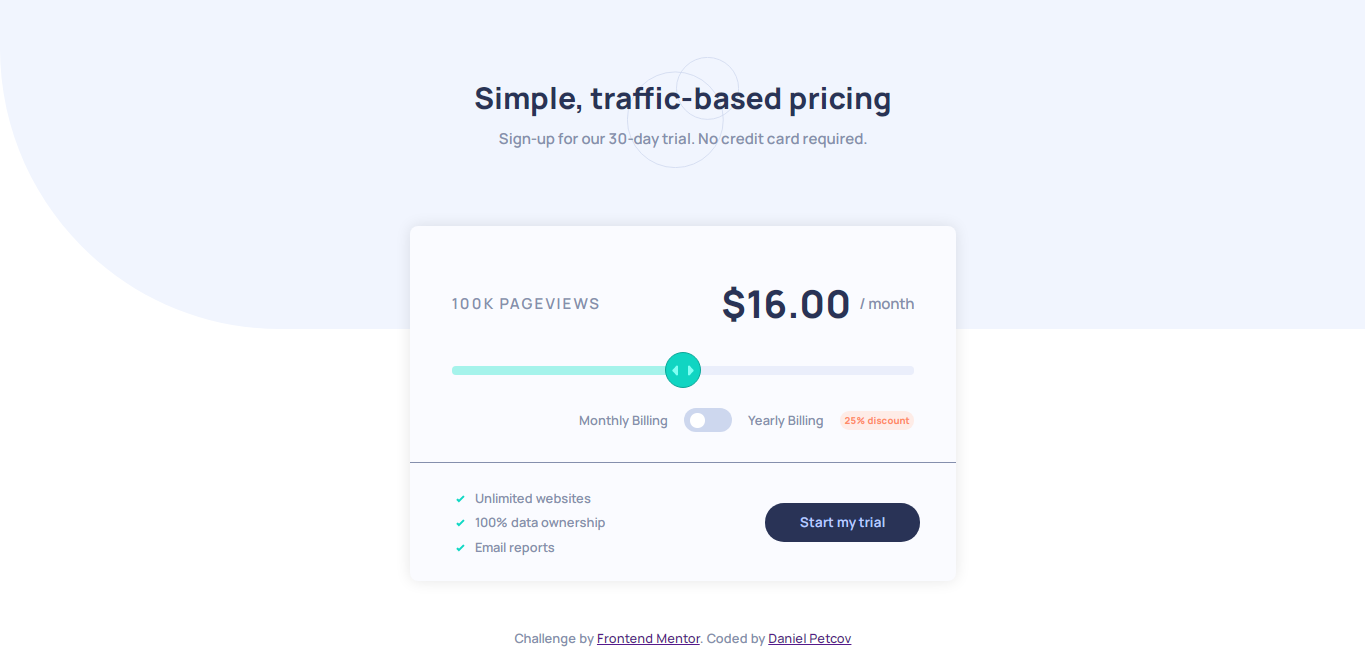 Simple, traffic-based pricing
Sign-up for our 30-day trial. No credit card required.
100K PAGEVIEWS
$16.00 / month
Monthly Billing Yearly Billing 25% discount
Unlimited websites
100% data ownership
Email reports
Start my trial
Challenge by Frontend Mentor. Coded by Daniel Petcov